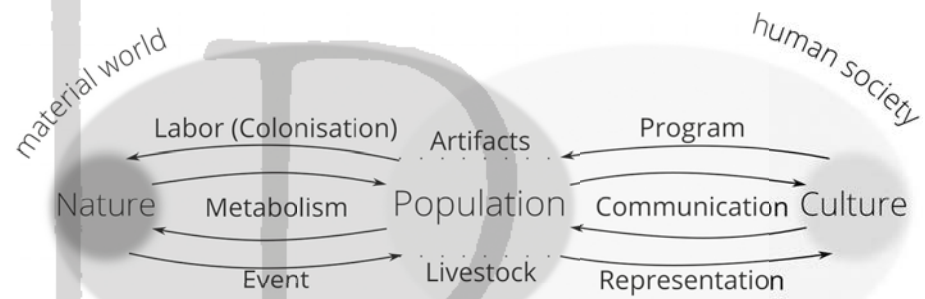 material world
human society
Labor (Colonisation)
Artifacts
Program
Nature
Metabolism
Population
Communication
Culture
Event
Livestock
Representation